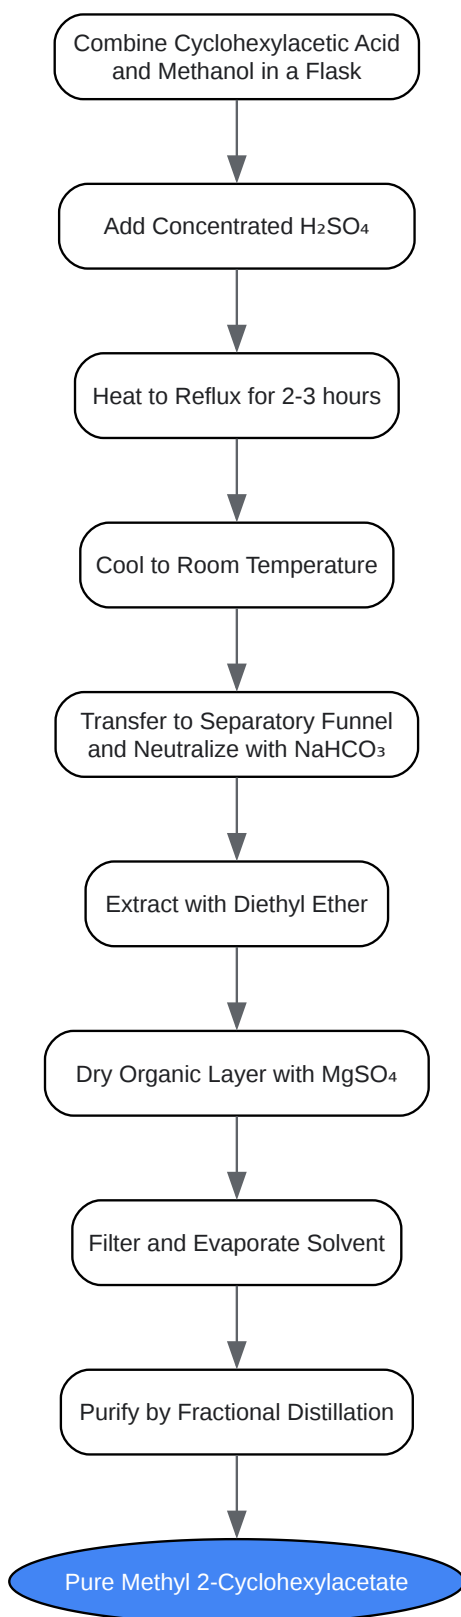 Combine Cyclohexylacetic Acid
and Methanol in a Flask
Add Concentrated H₂SO₄
Heat to Reflux for 2-3 hours
Cool to Room Temperature
Transfer to Separatory Funnel
and Neutralize with NaHCO₃
Extract with Diethyl Ether
Dry Organic Layer with MgSO₄
Filter and Evaporate Solvent
Purify by Fractional Distillation
Pure Methyl 2-Cyclohexylacetate